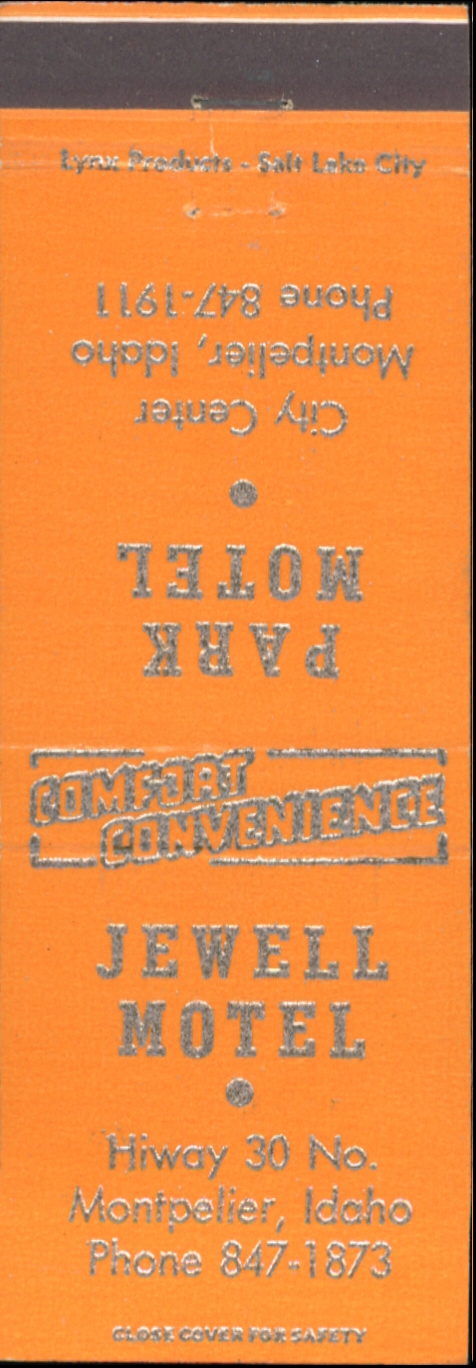 Lynx Products - Salt Lake City
PARK
MOTEL
City Center
Montpelier, Idaho
Phone 847-1911
COMFORT
CONVENIENCE
JEWELL
MOTEL
Hiway 30 No.
Montpelier, Idaho
Phone 847-1873
CLOSE COVER FOR SAFETY